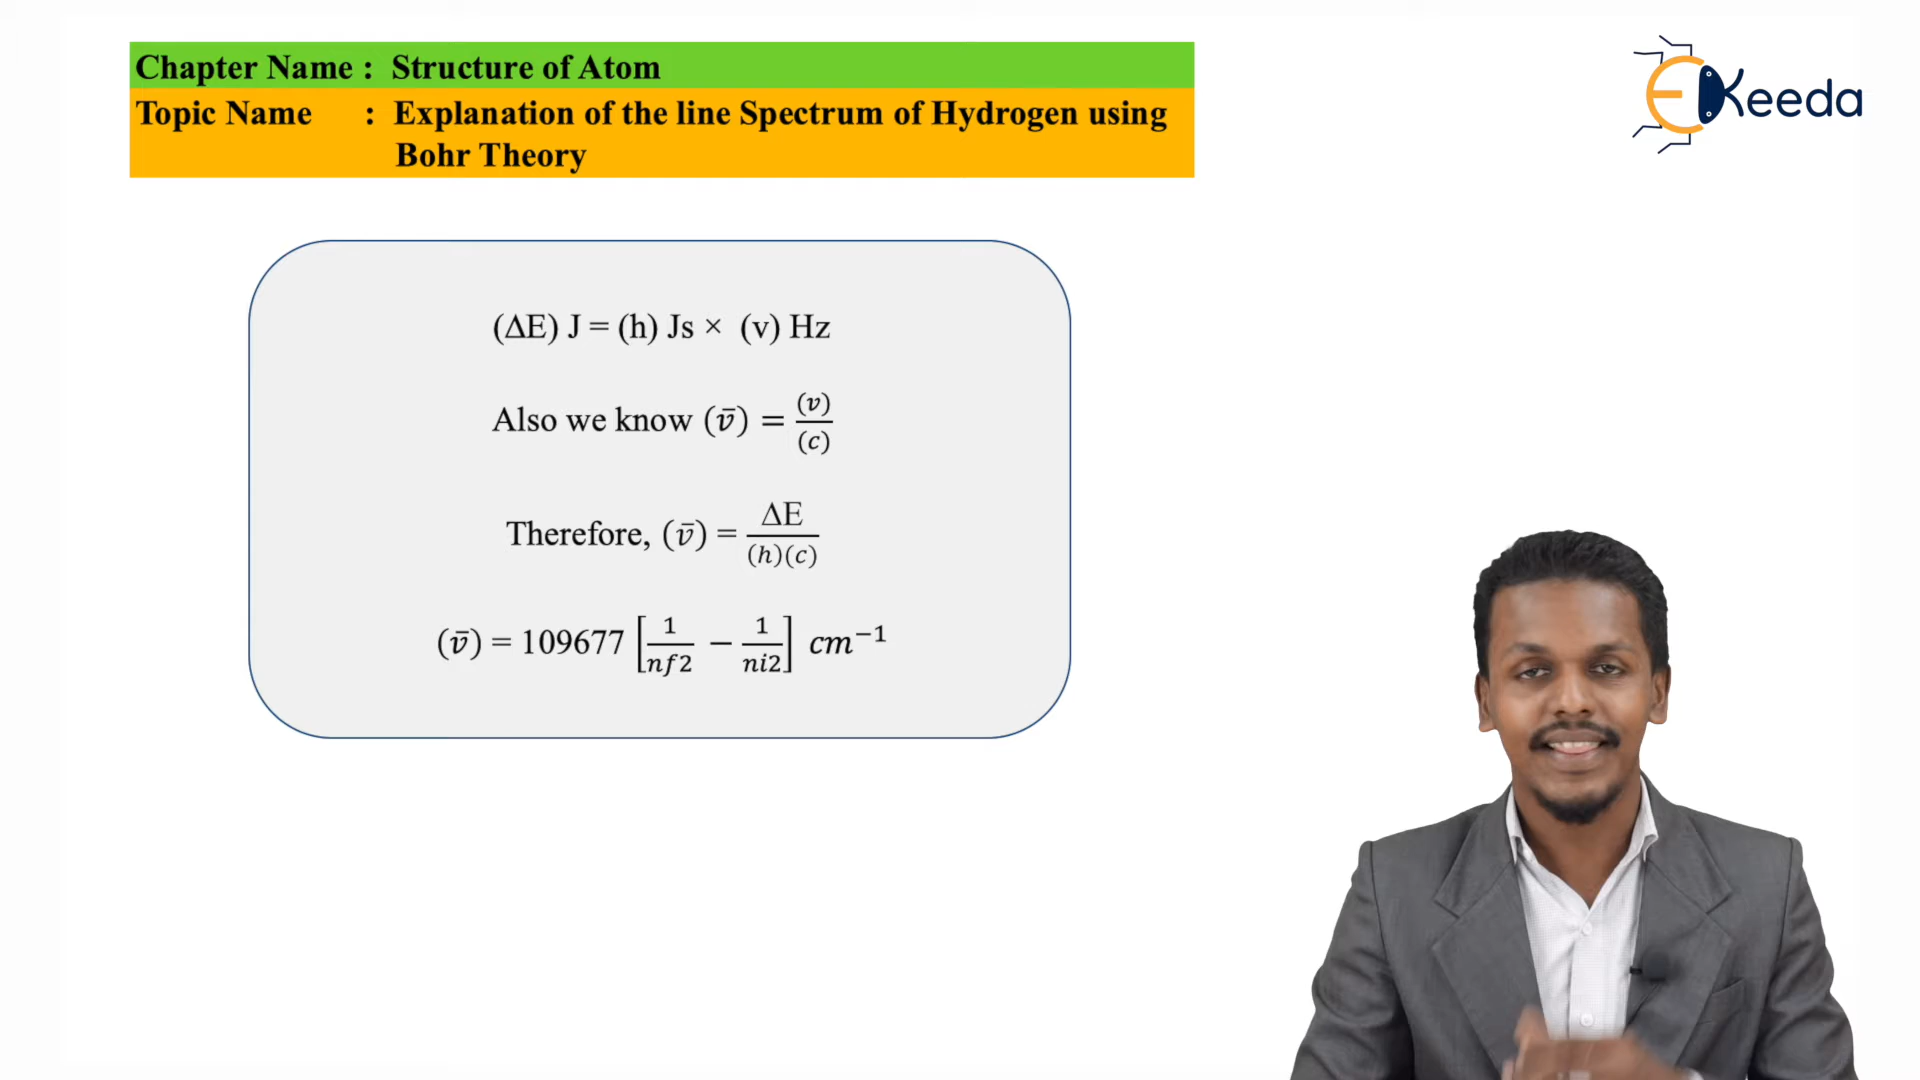 Chapter Name : Structure of Atom
Topic Name : Explanation of the line Spectrum of Hydrogen using
Bohr Theory
EKeeda
(ΔE) J = (h) Js × (v) Hz
Also we know (v̄) = (v)/(c)
Therefore, (v̄) = ΔE/(h)(c)
(v̄) = 109677 [1/nf2 − 1/ni2] cm⁻¹